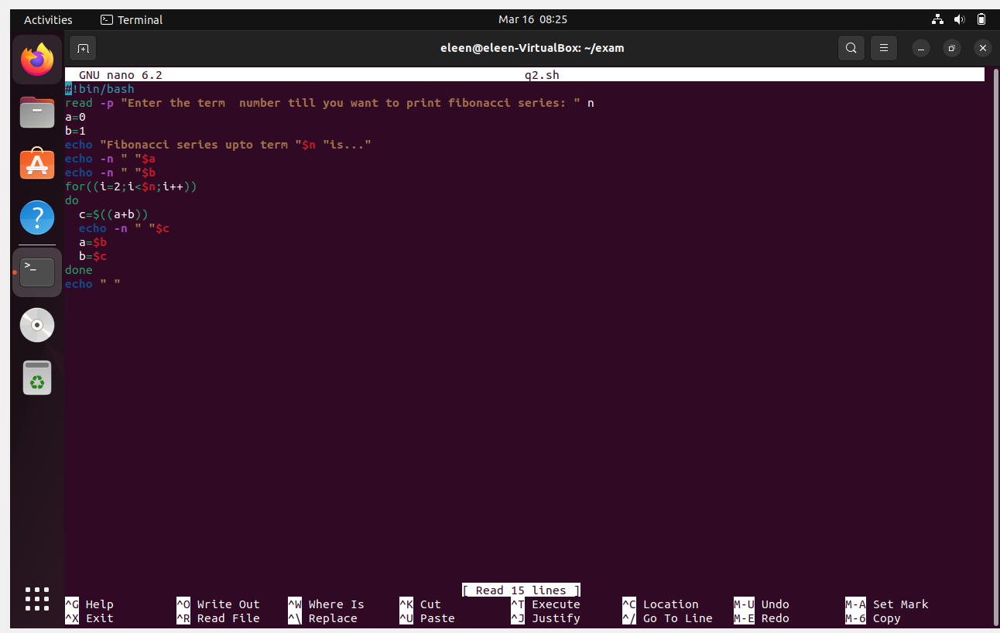 Activities Terminal Mar 16 08:25
eleen@eleen-VirtualBox: ~/exam
GNU nano 6.2 q2.sh
#!bin/bash
read -p "Enter the term  number till you want to print fibonacci series: " n
a=0
b=1
echo "Fibonacci series upto term "$n "is..."
echo -n " "$a
echo -n " "$b
for((i=2;i<$n;i++))
do
  c=$((a+b))
  echo -n " "$c
  a=$b
  b=$c
done
echo " "
[ Read 15 lines ]
^G Help ^O Write Out ^W Where Is ^K Cut ^T Execute ^C Location M-U Undo M-A Set Mark
^X Exit ^R Read File ^\ Replace ^U Paste ^J Justify ^/ Go To Line M-E Redo M-6 Copy